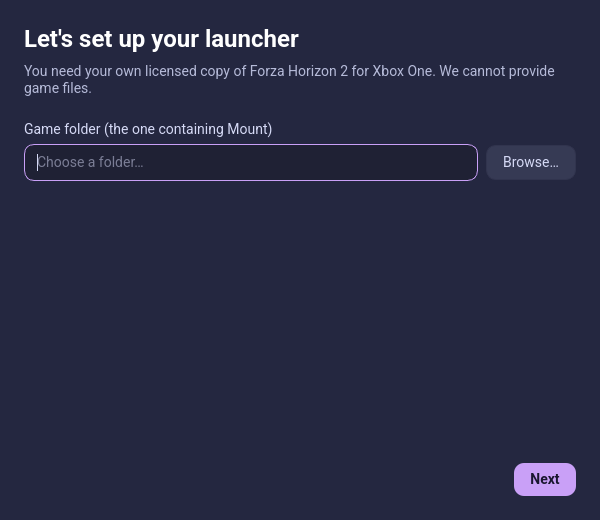 Let's set up your launcher
You need your own licensed copy of Forza Horizon 2 for Xbox One. We cannot provide
game files.
Game folder (the one containing Mount)
Choose a folder…
Browse…
Next